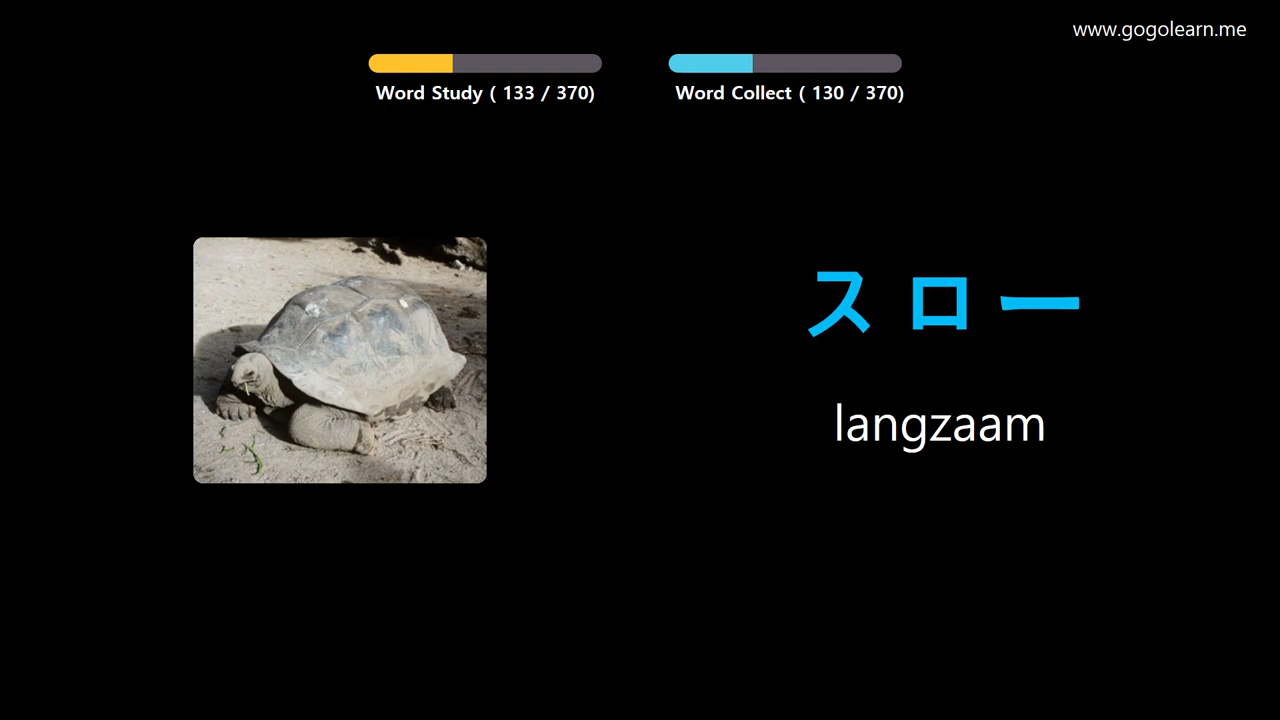 www.gogolearn.me
Word Study ( 133 / 370)
Word Collect ( 130 / 370)
スロー
langzaam